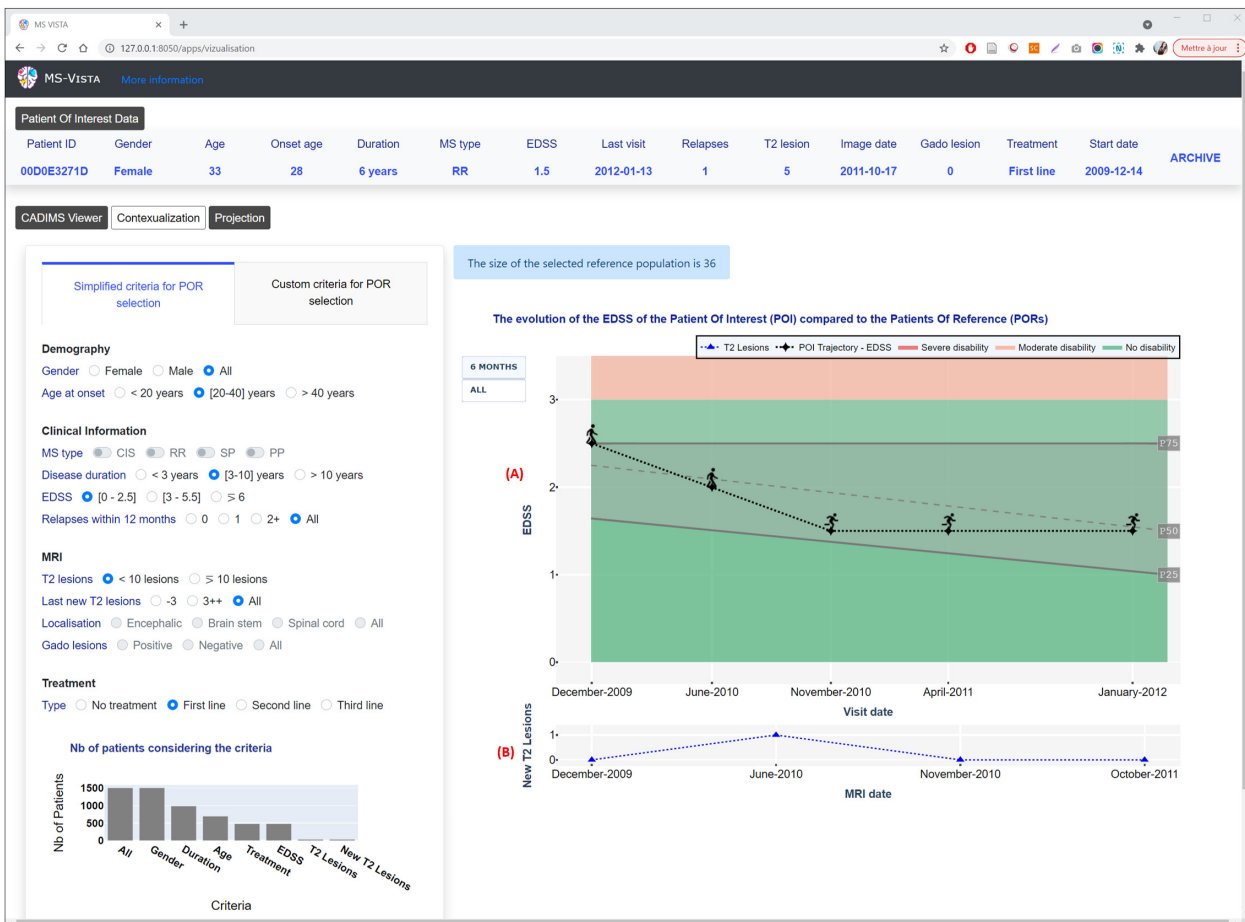 MS VISTA
127.0.0.1:8050/apps/vizualisation
Mettre à jour
MS-VISTA More information
Patient Of Interest Data
Patient ID Gender Age Onset age Duration MS type EDSS Last visit Relapses T2 lesion Image date Gado lesion Treatment Start date
00D0E3271D Female 33 28 6 years RR 1.5 2012-01-13 1 5 2011-10-17 0 First line 2009-12-14 ARCHIVE
CADIMS Viewer Contexualization Projection
Simplified criteria for POR
selection
Custom criteria for POR
selection
Demography
Gender Female Male All
Age at onset < 20 years [20-40] years > 40 years
Clinical Information
MS type CIS RR SP PP
Disease duration < 3 years [3-10] years > 10 years
EDSS [0 - 2.5] [3 - 5.5] ⋝ 6
Relapses within 12 months 0 1 2+ All
MRI
T2 lesions < 10 lesions ⋝ 10 lesions
Last new T2 lesions -3 3++ All
Localisation Encephalic Brain stem Spinal cord All
Gado lesions Positive Negative All
Treatment
Type No treatment First line Second line Third line
Nb of patients considering the criteria
Nb of Patients
1500
1000
500
0
All Gender Duration Age Treatment EDSS T2 Lesions New T2 Lesions
Criteria
The size of the selected reference population is 36
The evolution of the EDSS of the Patient Of Interest (POI) compared to the Patients Of Reference (PORs)
T2 Lesions POI Trajectory - EDSS Severe disability Moderate disability No disability
6 MONTHS
ALL
(A)
EDSS
3
2
1
0
P75
P50
P25
December-2009 June-2010 November-2010 April-2011 January-2012
Visit date
(B)
New T2 Lesions
1
0
December-2009 June-2010 November-2010 October-2011
MRI date